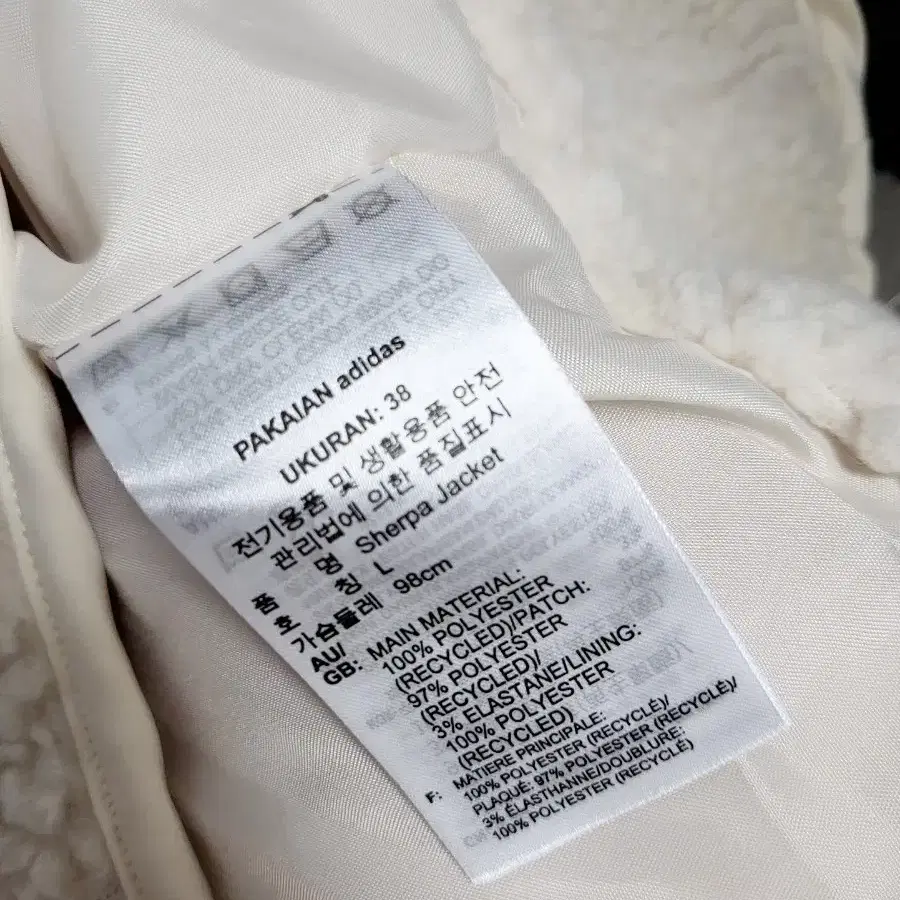 PAKAIAN adidas
UKURAN: 38
전기용품 및 생활용품 안전
관리법에 의한 품질표시
품 명 Sherpa Jacket
호 칭 L
가슴둘레 98cm
AU/
GB: MAIN MATERIAL:
100% POLYESTER
(RECYCLED)/PATCH:
97% POLYESTER
(RECYCLED)/
3% ELASTANE/LINING:
100% POLYESTER
(RECYCLED)
F: MATIERE PRINCIPALE:
100% POLYESTER (RECYCLÉ)/
PLAQUÉ: 97% POLYESTER (RECYCLÉ)/
3% ÉLASTHANNE/DOUBLURE:
100% POLYESTER (RECYCLÉ)